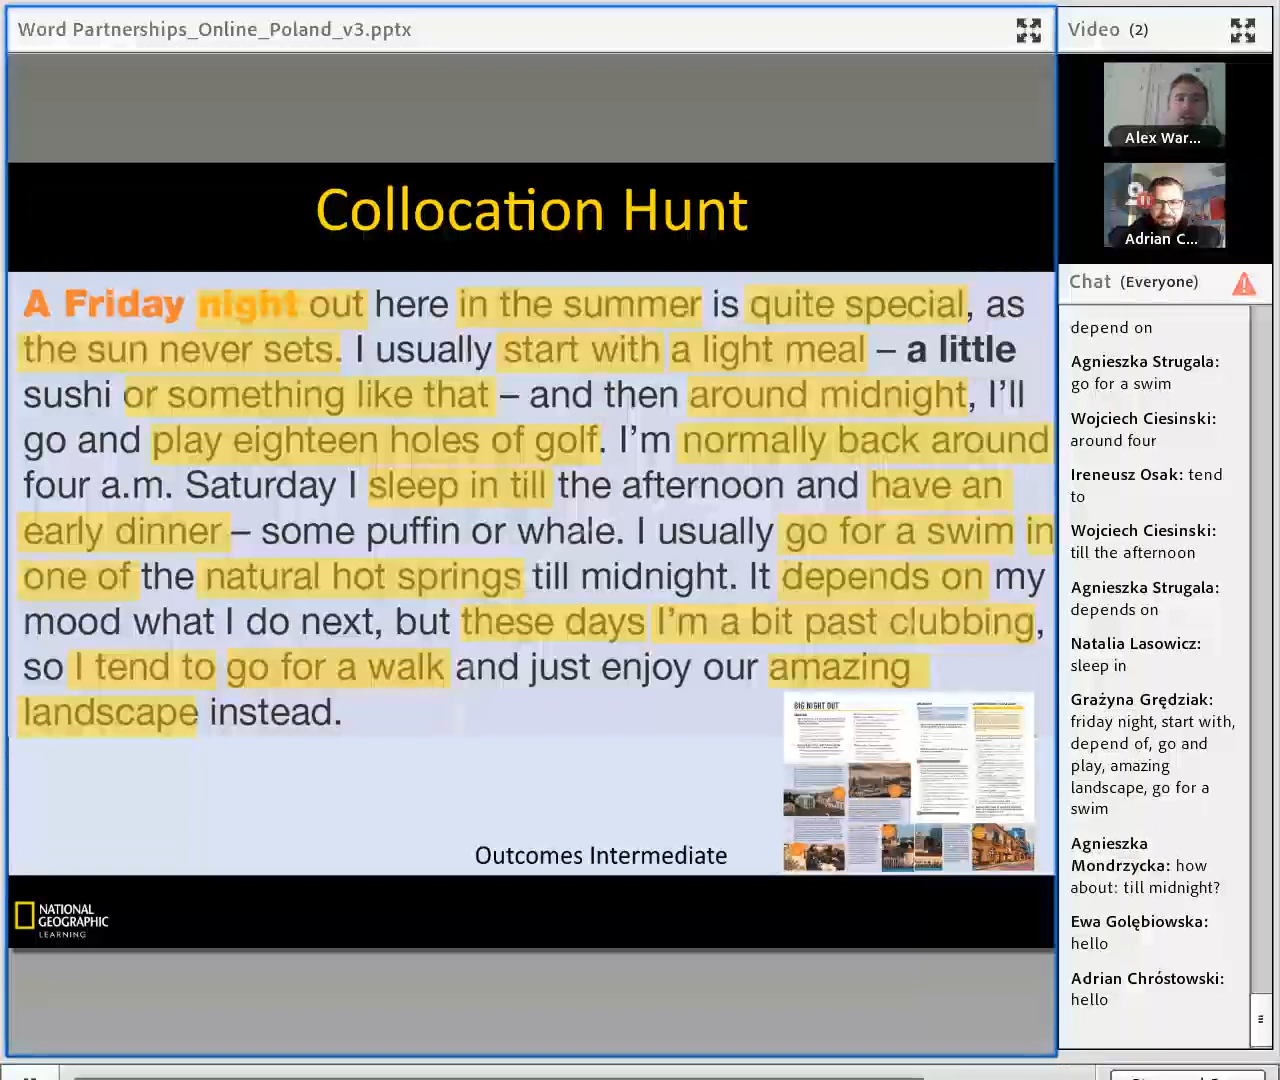 Word Partnerships_Online_Poland_v3.pptx
Collocation Hunt
A Friday night out here in the summer is quite special, as
the sun never sets. I usually start with a light meal – a little
sushi or something like that – and then around midnight, I'll
go and play eighteen holes of golf. I'm normally back around
four a.m. Saturday I sleep in till the afternoon and have an
early dinner – some puffin or whale. I usually go for a swim in
one of the natural hot springs till midnight. It depends on my
mood what I do next, but these days I'm a bit past clubbing,
so I tend to go for a walk and just enjoy our amazing
landscape instead.
BIG NIGHT OUT
Outcomes Intermediate
NATIONAL
GEOGRAPHIC
LEARNING
Video (2)
Alex War...
Adrian C...
Chat (Everyone)
depend on
Agnieszka Strugala:
go for a swim
Wojciech Ciesinski:
around four
Ireneusz Osak: tend
to
Wojciech Ciesinski:
till the afternoon
Agnieszka Strugala:
depends on
Natalia Lasowicz:
sleep in
Grażyna Grędziak:
friday night, start with,
depend of, go and
play, amazing
landscape, go for a
swim
Agnieszka
Mondrzycka: how
about: till midnight?
Ewa Golębiowska:
hello
Adrian Chróstowski:
hello